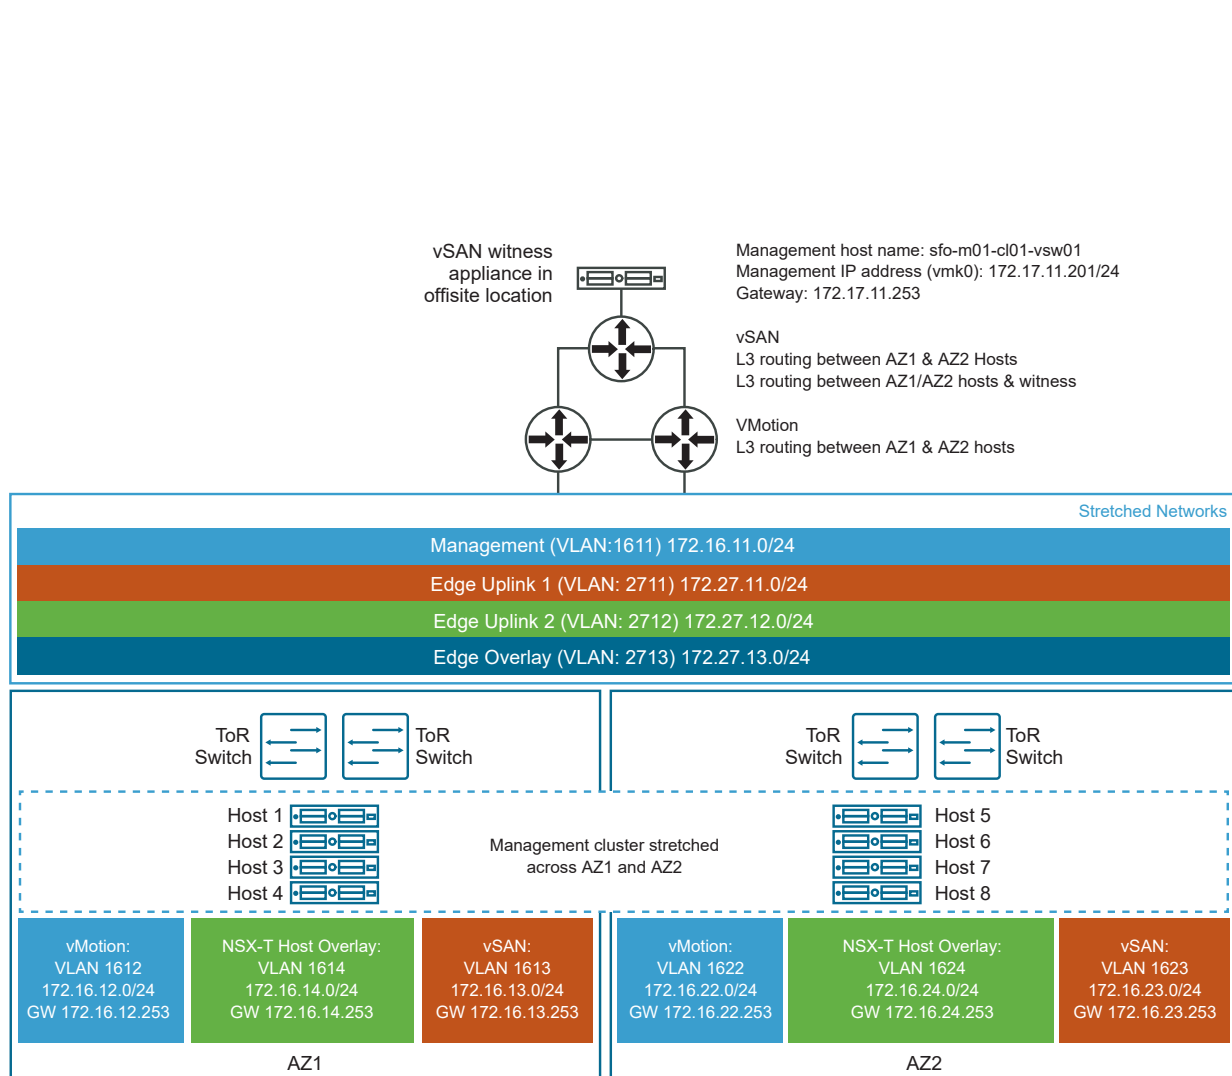 vSAN witness
appliance in
offisite location
Management host name: sfo-m01-cl01-vsw01
Management IP address (vmk0): 172.17.11.201/24
Gateway: 172.17.11.253
vSAN
L3 routing between AZ1 & AZ2 Hosts
L3 routing between AZ1/AZ2 hosts & witness
VMotion
L3 routing between AZ1 & AZ2 hosts
Stretched Networks
Management (VLAN:1611) 172.16.11.0/24
Edge Uplink 1 (VLAN: 2711) 172.27.11.0/24
Edge Uplink 2 (VLAN: 2712) 172.27.12.0/24
Edge Overlay (VLAN: 2713) 172.27.13.0/24
ToR
Switch
ToR
Switch
ToR
Switch
ToR
Switch
Host 1
Host 2
Host 3
Host 4
Management cluster stretched
across AZ1 and AZ2
Host 5
Host 6
Host 7
Host 8
vMotion:
VLAN 1612
172.16.12.0/24
GW 172.16.12.253
NSX-T Host Overlay:
VLAN 1614
172.16.14.0/24
GW 172.16.14.253
vSAN:
VLAN 1613
172.16.13.0/24
GW 172.16.13.253
vMotion:
VLAN 1622
172.16.22.0/24
GW 172.16.22.253
NSX-T Host Overlay:
VLAN 1624
172.16.24.0/24
GW 172.16.24.253
vSAN:
VLAN 1623
172.16.23.0/24
GW 172.16.23.253
AZ1
AZ2